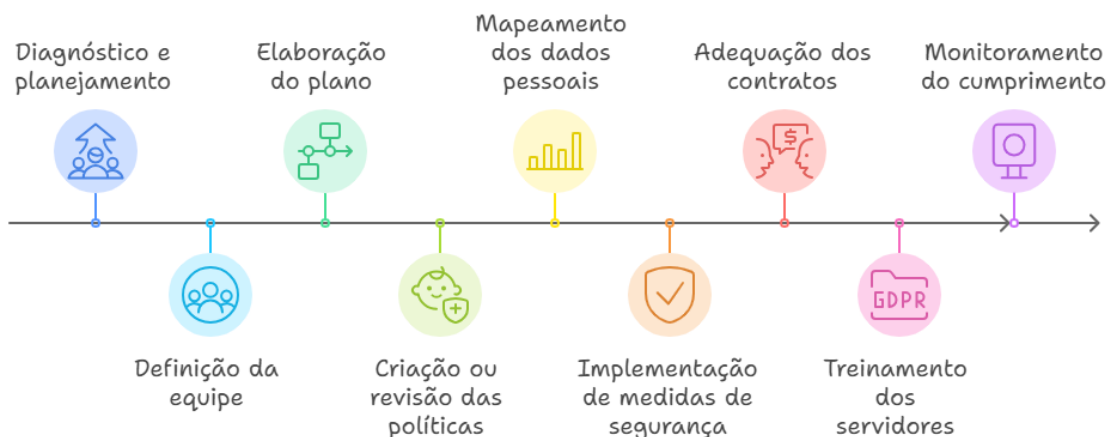 Diagnóstico e
planejamento
Definição da
equipe
Elaboração
do plano
Criação ou
revisão das
políticas
Mapeamento
dos dados
pessoais
Implementação
de medidas de
segurança
Adequação dos
contratos
$
Treinamento
dos
servidores
GDPR
Monitoramento
do cumprimento